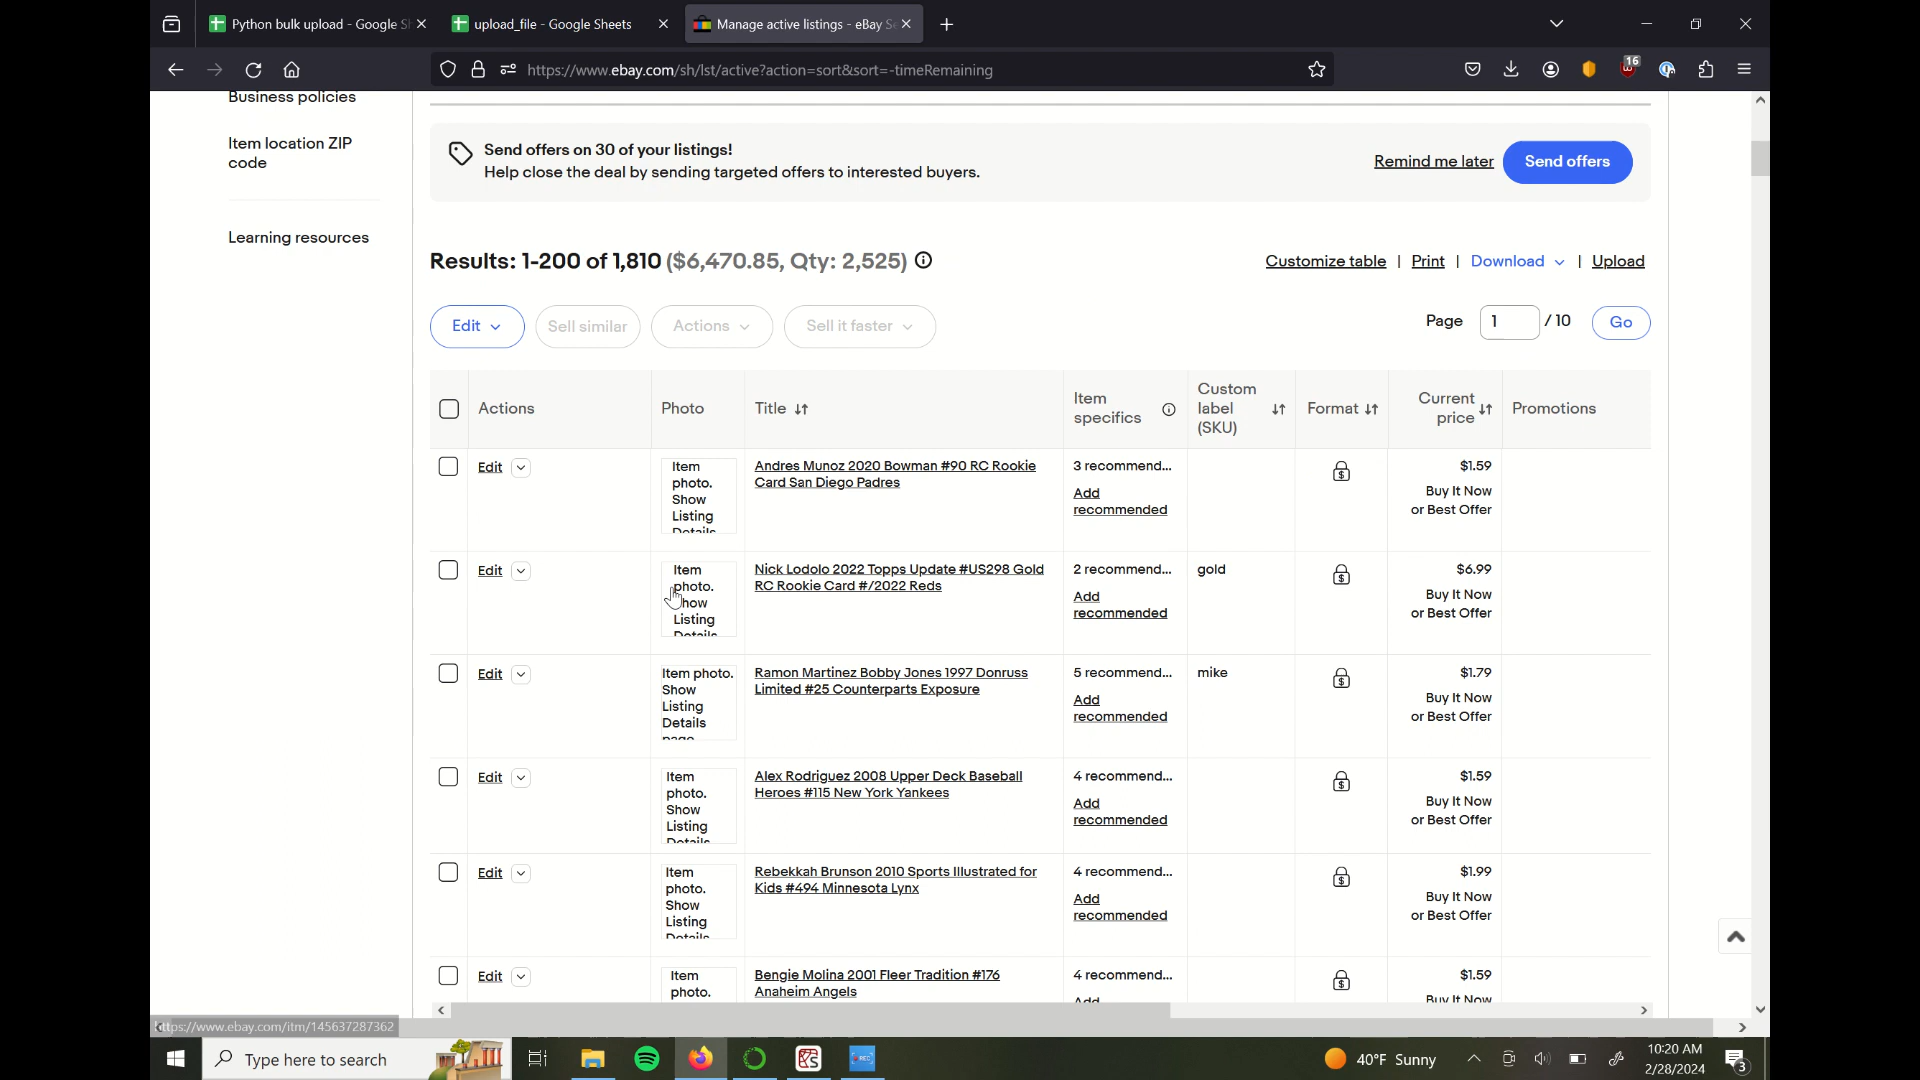 Python bulk upload - Google S
upload_file - Google Sheets
Manage active listings - eBay S
https://www.ebay.com/sh/lst/active?action=sort&sort=-timeRemaining
16
Business policies
Item location ZIP
code
Learning resources
Send offers on 30 of your listings!
Help close the deal by sending targeted offers to interested buyers.
Remind me later
Send offers
Results: 1-200 of 1,810 ($6,470.85, Qty: 2,525)
Customize table | Print | Download | Upload
Edit
Sell similar
Actions
Sell it faster
Page 1 / 10 Go
Actions
Photo
Title
Item
specifics
Custom
label
(SKU)
Format
Current
price
Promotions
Edit
Item
photo.
Show
Listing
Details
Andres Munoz 2020 Bowman #90 RC Rookie
Card San Diego Padres
3 recommend...
Add
recommended
$1.59
Buy It Now
or Best Offer
Edit
Item
photo.
Show
Listing
Details
Nick Lodolo 2022 Topps Update #US298 Gold
RC Rookie Card #/2022 Reds
2 recommend...
Add
recommended
gold
$6.99
Buy It Now
or Best Offer
Edit
Item photo.
Show
Listing
Details
page
Ramon Martinez Bobby Jones 1997 Donruss
Limited #25 Counterparts Exposure
5 recommend...
Add
recommended
mike
$1.79
Buy It Now
or Best Offer
Edit
Item
photo.
Show
Listing
Details
Alex Rodriguez 2008 Upper Deck Baseball
Heroes #115 New York Yankees
4 recommend...
Add
recommended
$1.59
Buy It Now
or Best Offer
Edit
Item
photo.
Show
Listing
Details
Rebekkah Brunson 2010 Sports Illustrated for
Kids #494 Minnesota Lynx
4 recommend...
Add
recommended
$1.99
Buy It Now
or Best Offer
Edit
Item
photo.
Bengie Molina 2001 Fleer Tradition #176
Anaheim Angels
4 recommend...
Add
$1.59
Buy It Now
https://www.ebay.com/itm/145637287362
Type here to search
REC
40°F Sunny
10:20 AM
2/28/2024
3